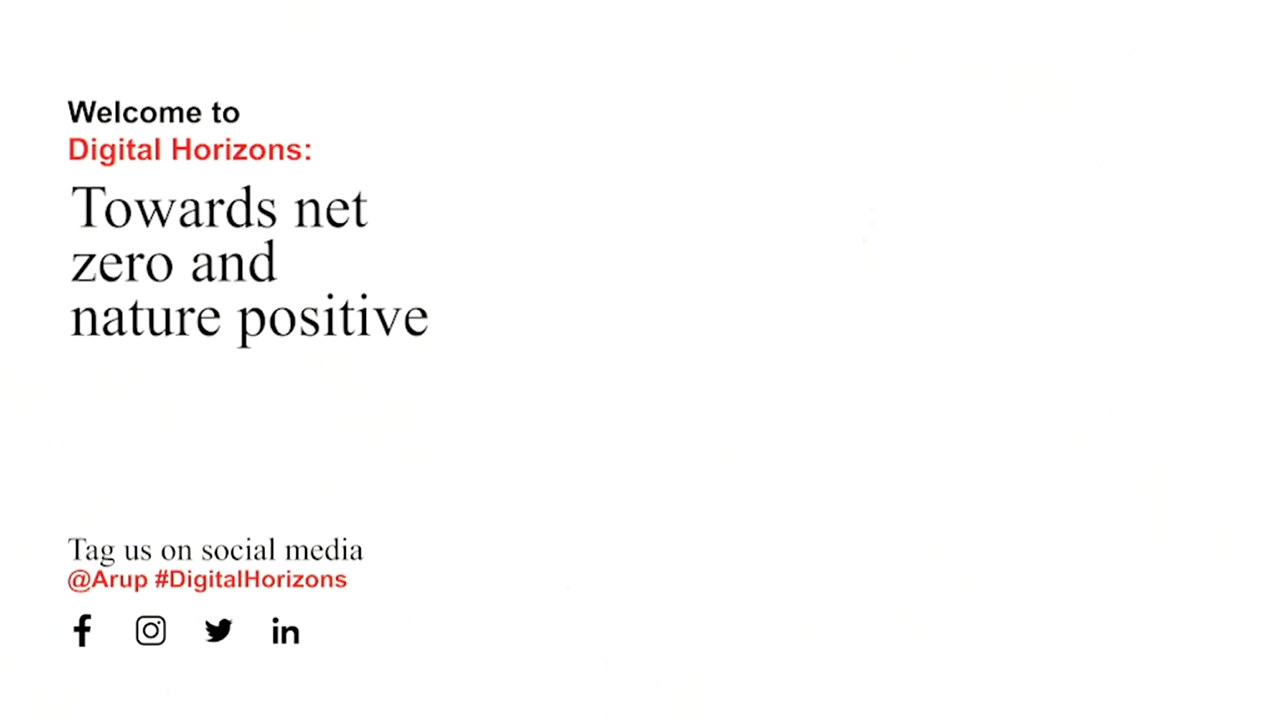 Welcome to
Digital Horizons:
Towards net
zero and
nature positive
Tag us on social media
@Arup #DigitalHorizons